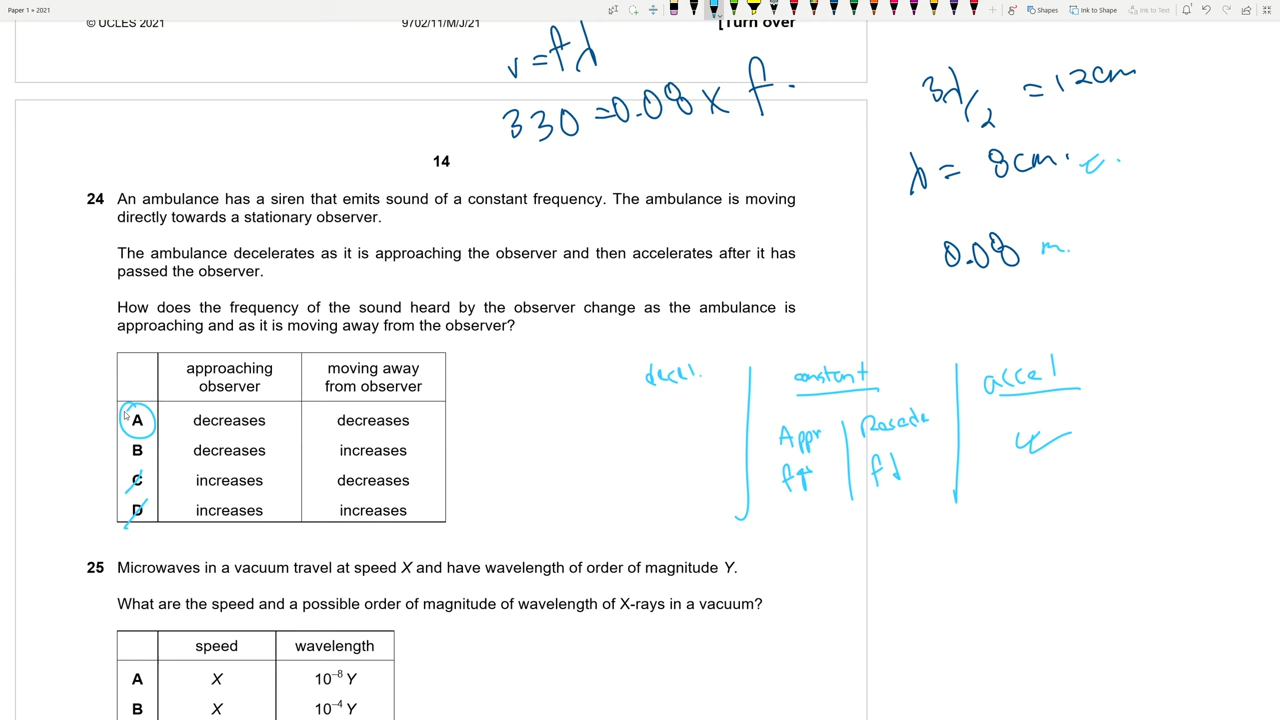 Paper 1 + 2021
Shapes
Ink to Shape
Ink to Text
© UCLES 2021
9702/11/M/J/21
[Turn over
v = fλ
330 = 0.08 x f.
3λ/2 = 12cm
λ = 8cm.
0.08 m.
14
24 An ambulance has a siren that emits sound of a constant frequency. The ambulance is moving
directly towards a stationary observer.
The ambulance decelerates as it is approaching the observer and then accelerates after it has
passed the observer.
How does the frequency of the sound heard by the observer change as the ambulance is
approaching and as it is moving away from the observer?
approaching observer moving away from observer
A decreases decreases
B decreases increases
C increases decreases
D increases increases
decel.
constant
accel
Appr
f↑
f↓
25 Microwaves in a vacuum travel at speed X and have wavelength of order of magnitude Y.
What are the speed and a possible order of magnitude of wavelength of X-rays in a vacuum?
speed wavelength
A X 10⁻⁸ Y
B X 10⁻⁴ Y